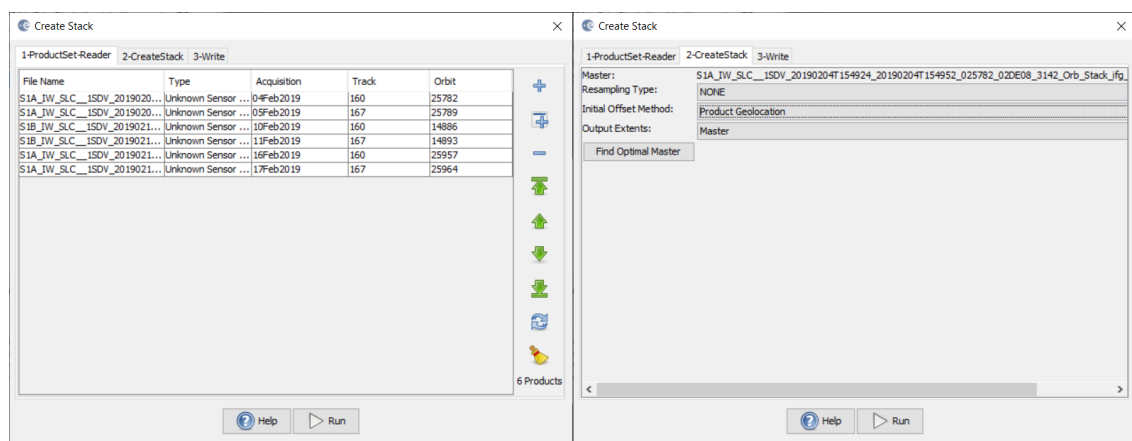 Create Stack
1-ProductSet-Reader 2-CreateStack 3-Write
File Name Type Acquisition Track Orbit
S1A_IW_SLC__1SDV_2019020... Unknown Sensor ... 04Feb2019 160 25782
S1A_IW_SLC__1SDV_2019020... Unknown Sensor ... 05Feb2019 167 25789
S1B_IW_SLC__1SDV_2019021... Unknown Sensor ... 10Feb2019 160 14886
S1B_IW_SLC__1SDV_2019021... Unknown Sensor ... 11Feb2019 167 14893
S1A_IW_SLC__1SDV_2019021... Unknown Sensor ... 16Feb2019 160 25957
S1A_IW_SLC__1SDV_2019021... Unknown Sensor ... 17Feb2019 167 25964
6 Products
Help Run
Create Stack
1-ProductSet-Reader 2-CreateStack 3-Write
Master: S1A_IW_SLC__1SDV_20190204T154924_20190204T154952_025782_02DE08_3142_Orb_Stack_ifg_
Resampling Type: NONE
Initial Offset Method: Product Geolocation
Output Extents: Master
Find Optimal Master
Help Run